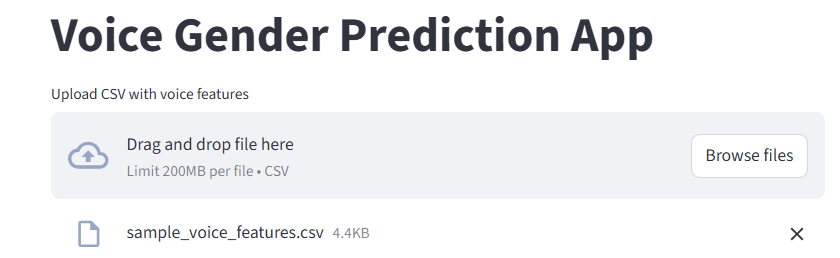 Voice Gender Prediction App
Upload CSV with voice features
Drag and drop file here
Limit 200MB per file • CSV
Browse files
sample_voice_features.csv 4.4KB